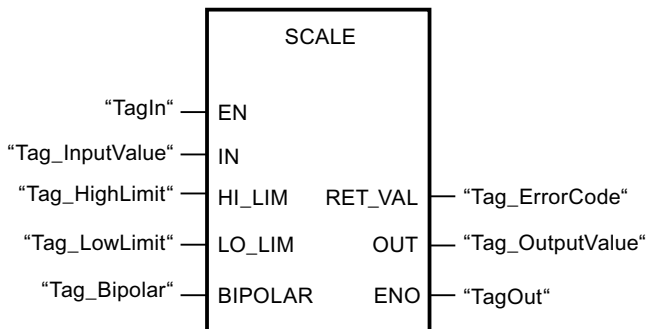 SCALE
“TagIn“ EN
“Tag_InputValue“ IN
“Tag_HighLimit“ HI_LIM RET_VAL “Tag_ErrorCode“
“Tag_LowLimit“ LO_LIM OUT “Tag_OutputValue“
“Tag_Bipolar“ BIPOLAR ENO “TagOut“